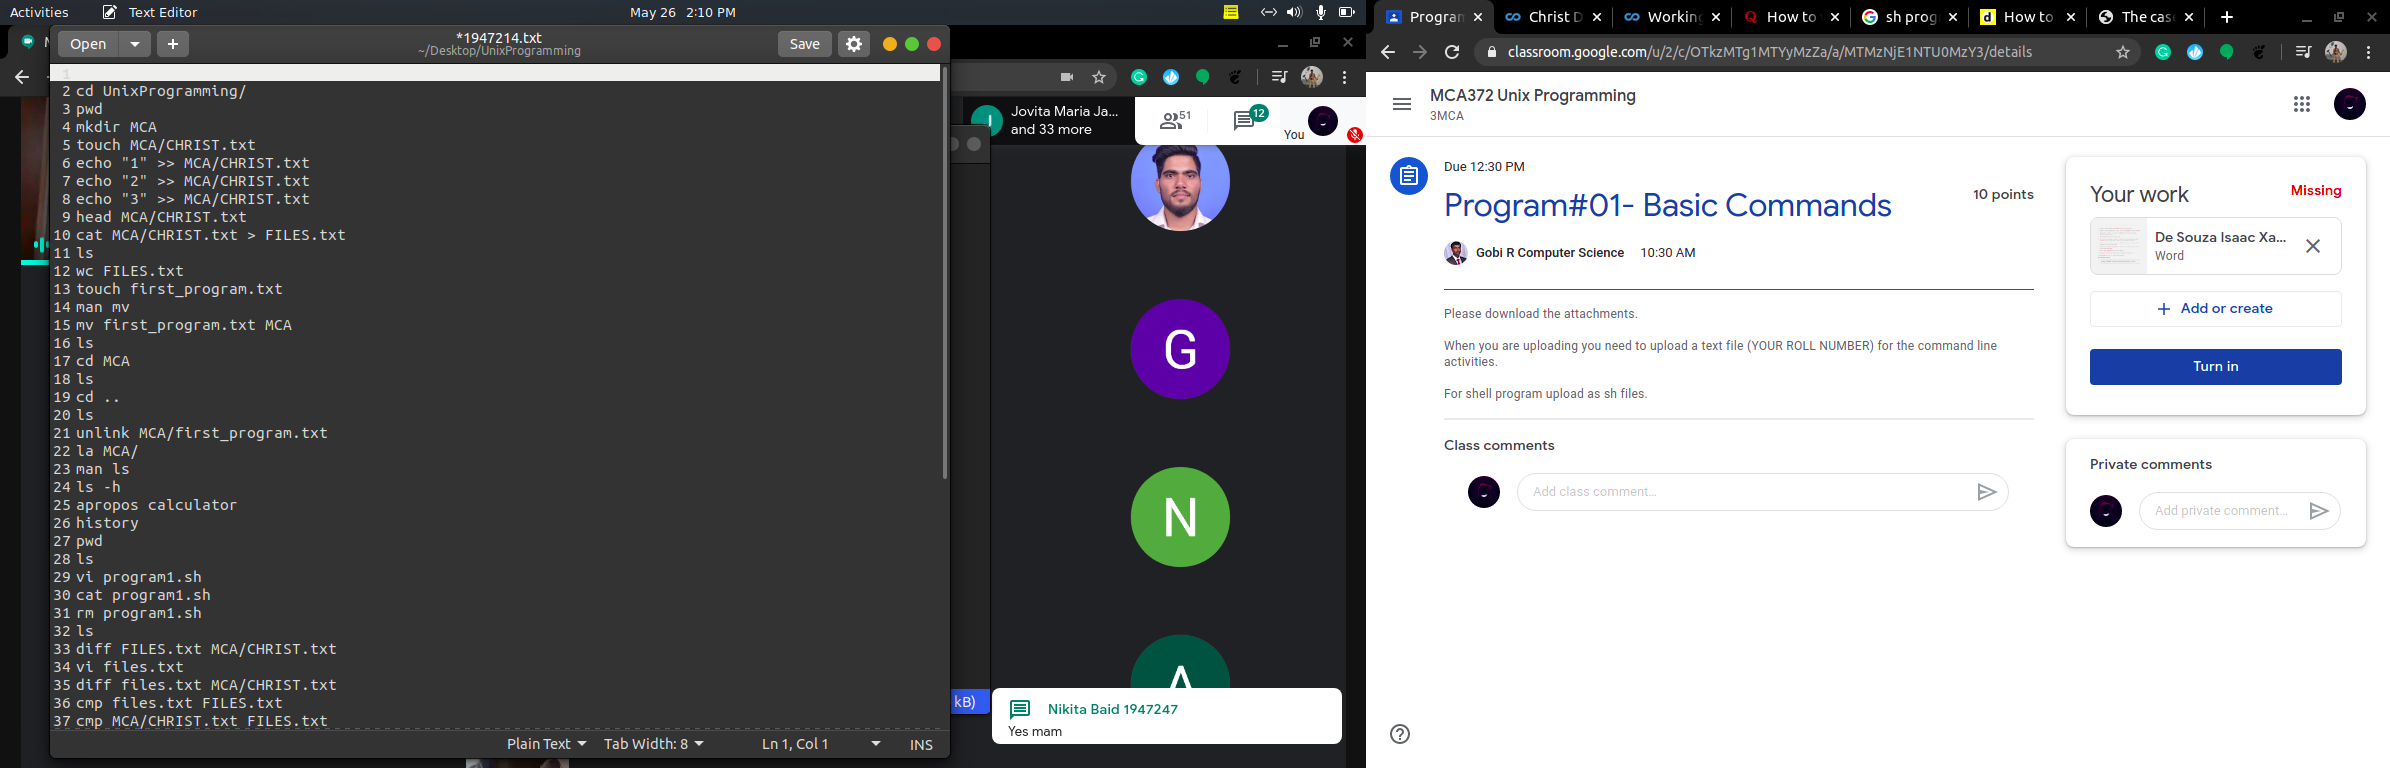 Activities
Text Editor
May 26 2:10 PM
Open
*1947214.txt
~/Desktop/UnixProgramming
Save
1
2 cd UnixProgramming/
3 pwd
4 mkdir MCA
5 touch MCA/CHRIST.txt
6 echo "1" >> MCA/CHRIST.txt
7 echo "2" >> MCA/CHRIST.txt
8 echo "3" >> MCA/CHRIST.txt
9 head MCA/CHRIST.txt
10 cat MCA/CHRIST.txt > FILES.txt
11 ls
12 wc FILES.txt
13 touch first_program.txt
14 man mv
15 mv first_program.txt MCA
16 ls
17 cd MCA
18 ls
19 cd ..
20 ls
21 unlink MCA/first_program.txt
22 la MCA/
23 man ls
24 ls -h
25 apropos calculator
26 history
27 pwd
28 ls
29 vi program1.sh
30 cat program1.sh
31 rm program1.sh
32 ls
33 diff FILES.txt MCA/CHRIST.txt
34 vi files.txt
35 diff files.txt MCA/CHRIST.txt
36 cmp files.txt FILES.txt
37 cmp MCA/CHRIST.txt FILES.txt
Plain Text
Tab Width: 8
Ln 1, Col 1
INS
J
Jovita Maria Ja...
and 33 more
51
12
You
G
N
A
kB)
Nikita Baid 1947247
Yes mam
Program
Christ D
Working
How to
sh prog
How to
The cas
classroom.google.com/u/2/c/OTkzMTg1MTYyMzZa/a/MTMzNjE1NTU0MzY3/details
MCA372 Unix Programming
3MCA
Due 12:30 PM
Program#01- Basic Commands
10 points
Gobi R Computer Science
10:30 AM
Please download the attachments.
When you are uploading you need to upload a text file (YOUR ROLL NUMBER) for the command line
activities.
For shell program upload as sh files.
Class comments
Add class comment...
Your work
Missing
De Souza Isaac Xa...
Word
Add or create
Turn in
Private comments
Add private comment...